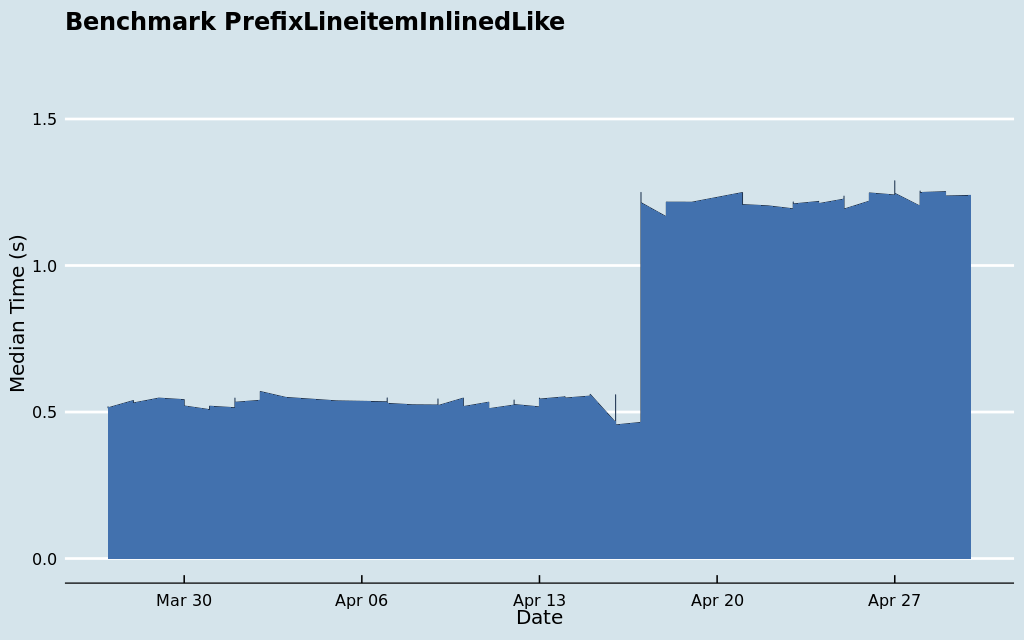 Benchmark PrefixLineitemInlinedLike
Median Time (s)
1.5
1.0
0.5
0.0
Mar 30
Apr 06
Apr 13
Apr 20
Apr 27
Date